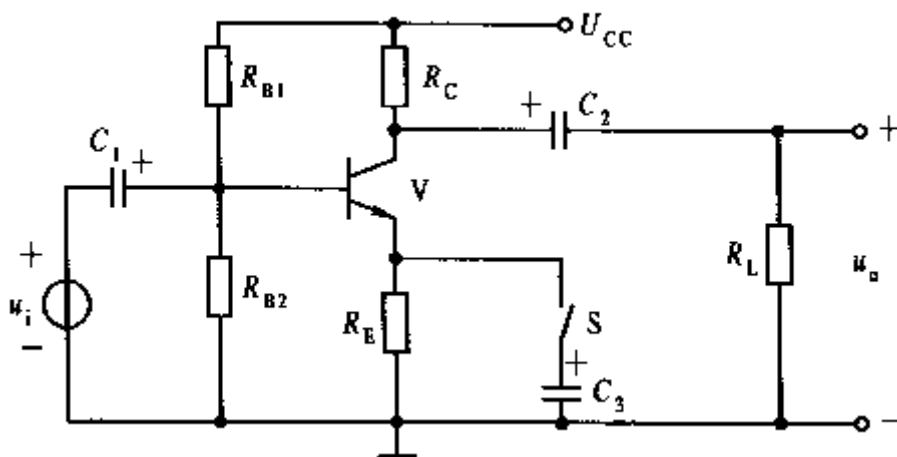 U_CC
R_B1
R_C
C_2
+
+
C_1
+
V
+
u_i
−
R_B2
R_E
S
+
C_3
R_L
u_o
−